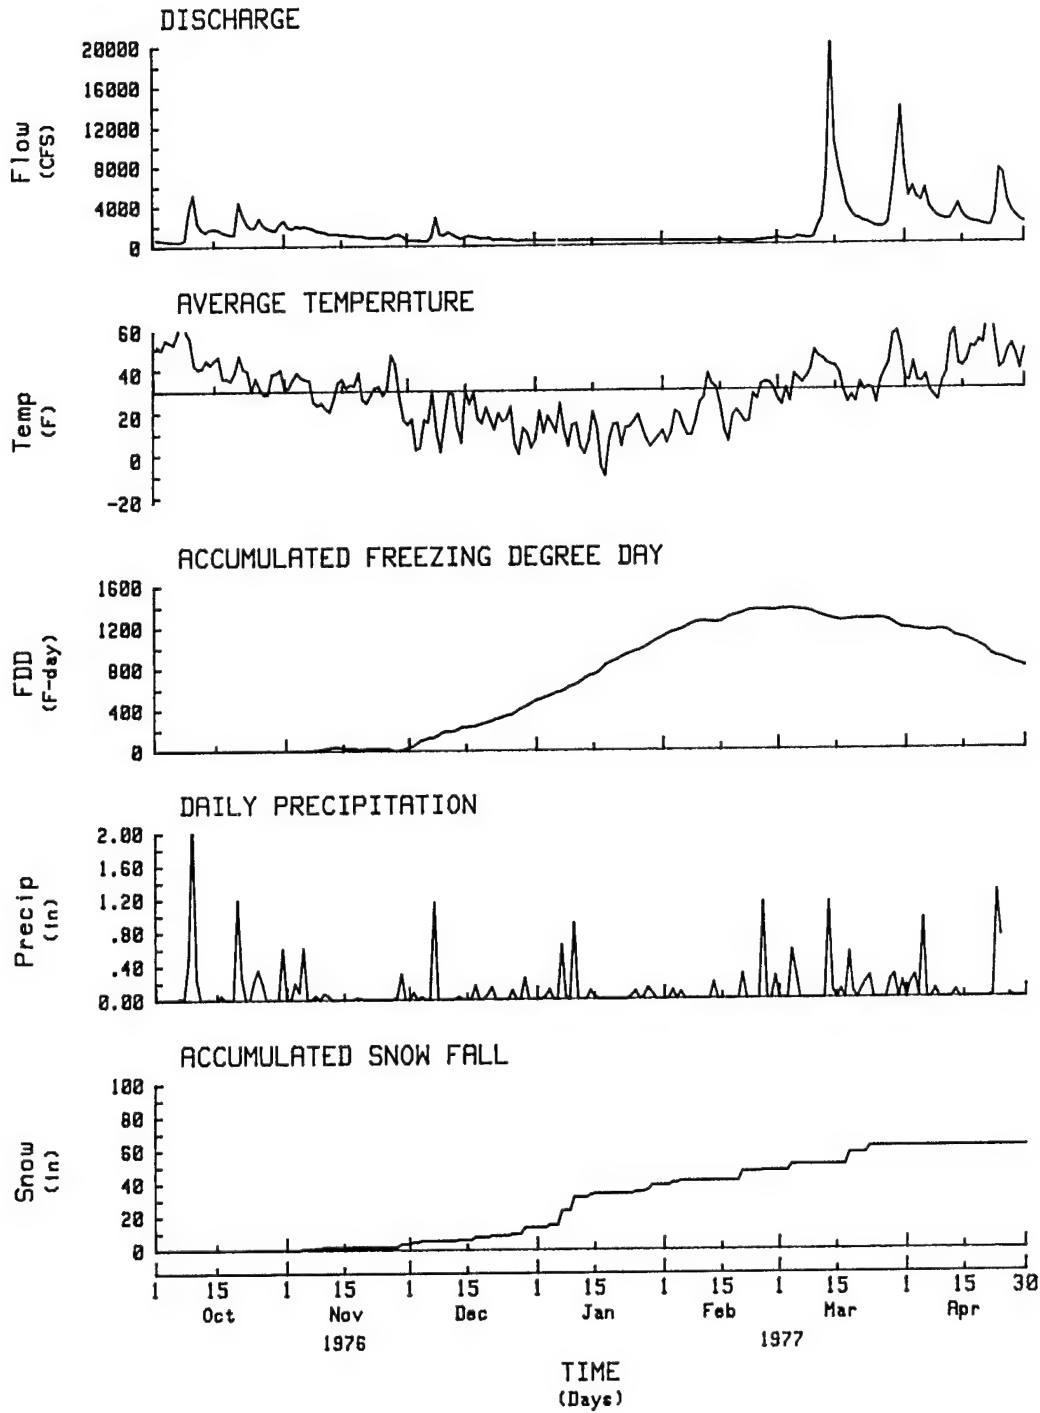 DISCHARGE
20000
16000
12000
8000
4000
0
Flow
(CFS)
AVERAGE TEMPERATURE
60
40
20
0
-20
Temp
(F)
ACCUMULATED FREEZING DEGREE DAY
1600
1200
800
400
0
FDD
(F-day)
DAILY PRECIPITATION
2.00
1.60
1.20
.80
.40
0.00
Precip
(in)
ACCUMULATED SNOW FALL
100
80
60
40
20
0
Snow
(in)
1 15 1 15 1 15 1 15 1 15 1 15 1 15 30
Oct Nov Dec Jan Feb Mar Apr
1976 1977
TIME
(Days)